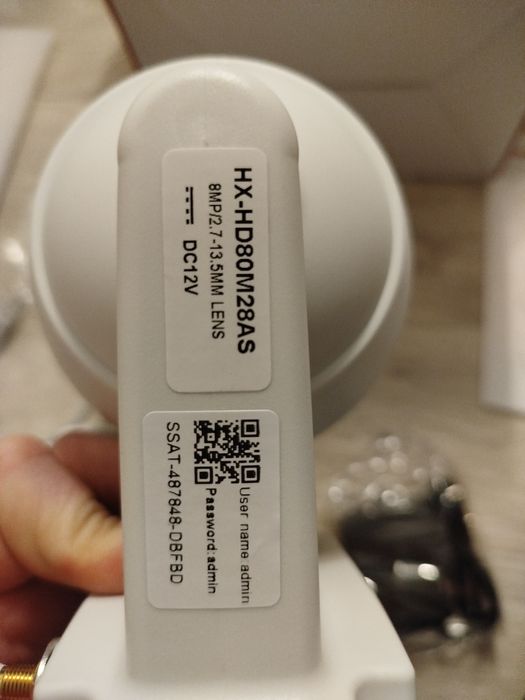 HX-HD80M28AS
8MP/2.7-13.5MM LENS
DC12V
User name admin
Password:admin
SSAT-487848-DBFBD